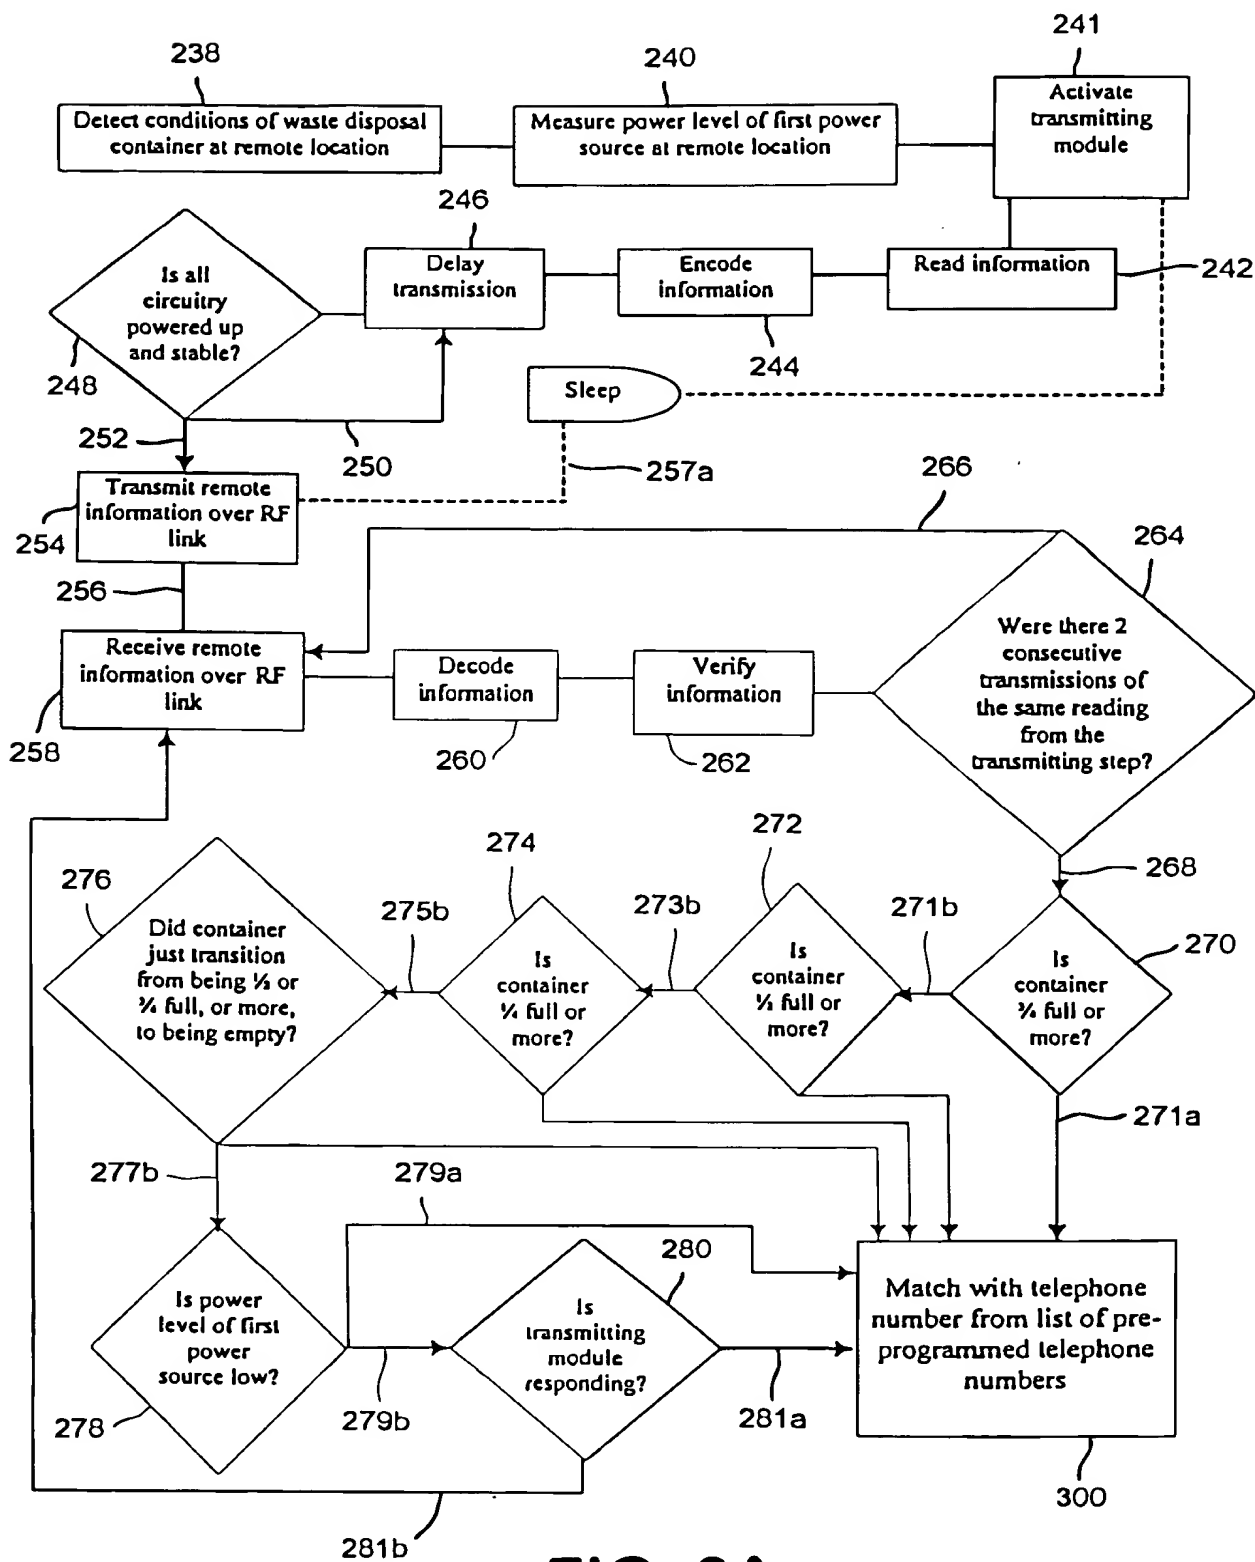 241
238
240
Detect conditions of waste disposal
container at remote location
Measure power level of first power
source at remote location
Activate
transmitting
module
246
Is all
circuitry
powered up
and stable?
Delay
transmission
Encode
information
Read information
242
248
244
Sleep
252
250
257a
266
Transmit remote
information over RF
link
254
264
256
Receive remote
information over RF
link
Decode
information
Verify
information
Were there 2
consecutive
transmissions of
the same reading
from the
transmitting step?
258
260
262
272
274
268
276
275b
273b
271b
270
Did container
just transition
from being ½ or
¾ full, or more,
to being empty?
Is
container
¼ full or
more?
Is
container
½ full or
more?
Is
container
¾ full or
more?
271a
277b
279a
280
Is power
level of first
power
source low?
Is
transmitting
module
responding?
Match with telephone
number from list of pre-
programmed telephone
numbers
278
279b
281a
300
281b